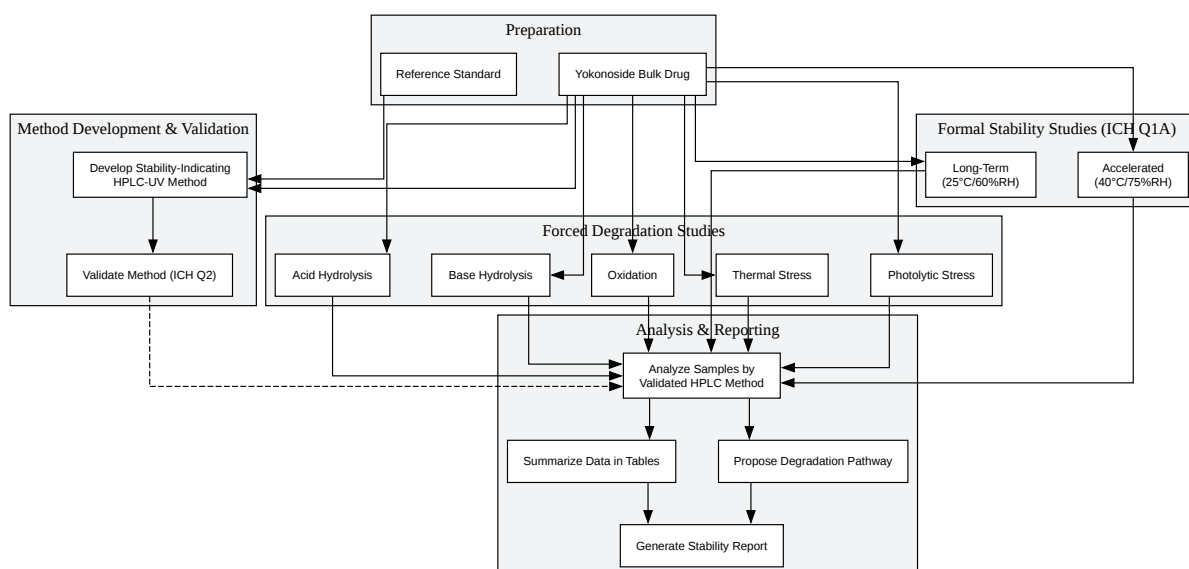 Preparation
Reference Standard
Yokonoside Bulk Drug
Method Development & Validation
Develop Stability-Indicating
HPLC-UV Method
Validate Method (ICH Q2)
Formal Stability Studies (ICH Q1A)
Long-Term
(25°C/60%RH)
Accelerated
(40°C/75%RH)
Forced Degradation Studies
Acid Hydrolysis
Base Hydrolysis
Oxidation
Thermal Stress
Photolytic Stress
Analysis & Reporting
Analyze Samples by
Validated HPLC Method
Summarize Data in Tables
Propose Degradation Pathway
Generate Stability Report